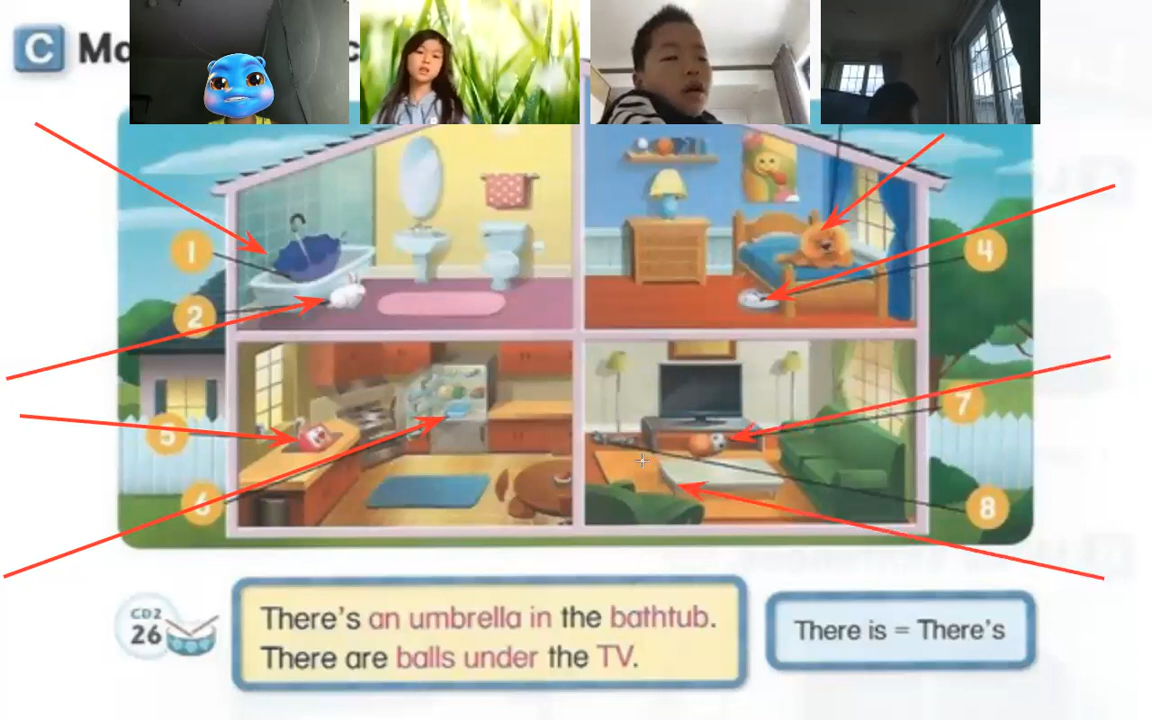 C Ma
1
2
4
5
6
7
8
CD2
26
There's an umbrella in the bathtub.
There are balls under the TV.
There is = There's